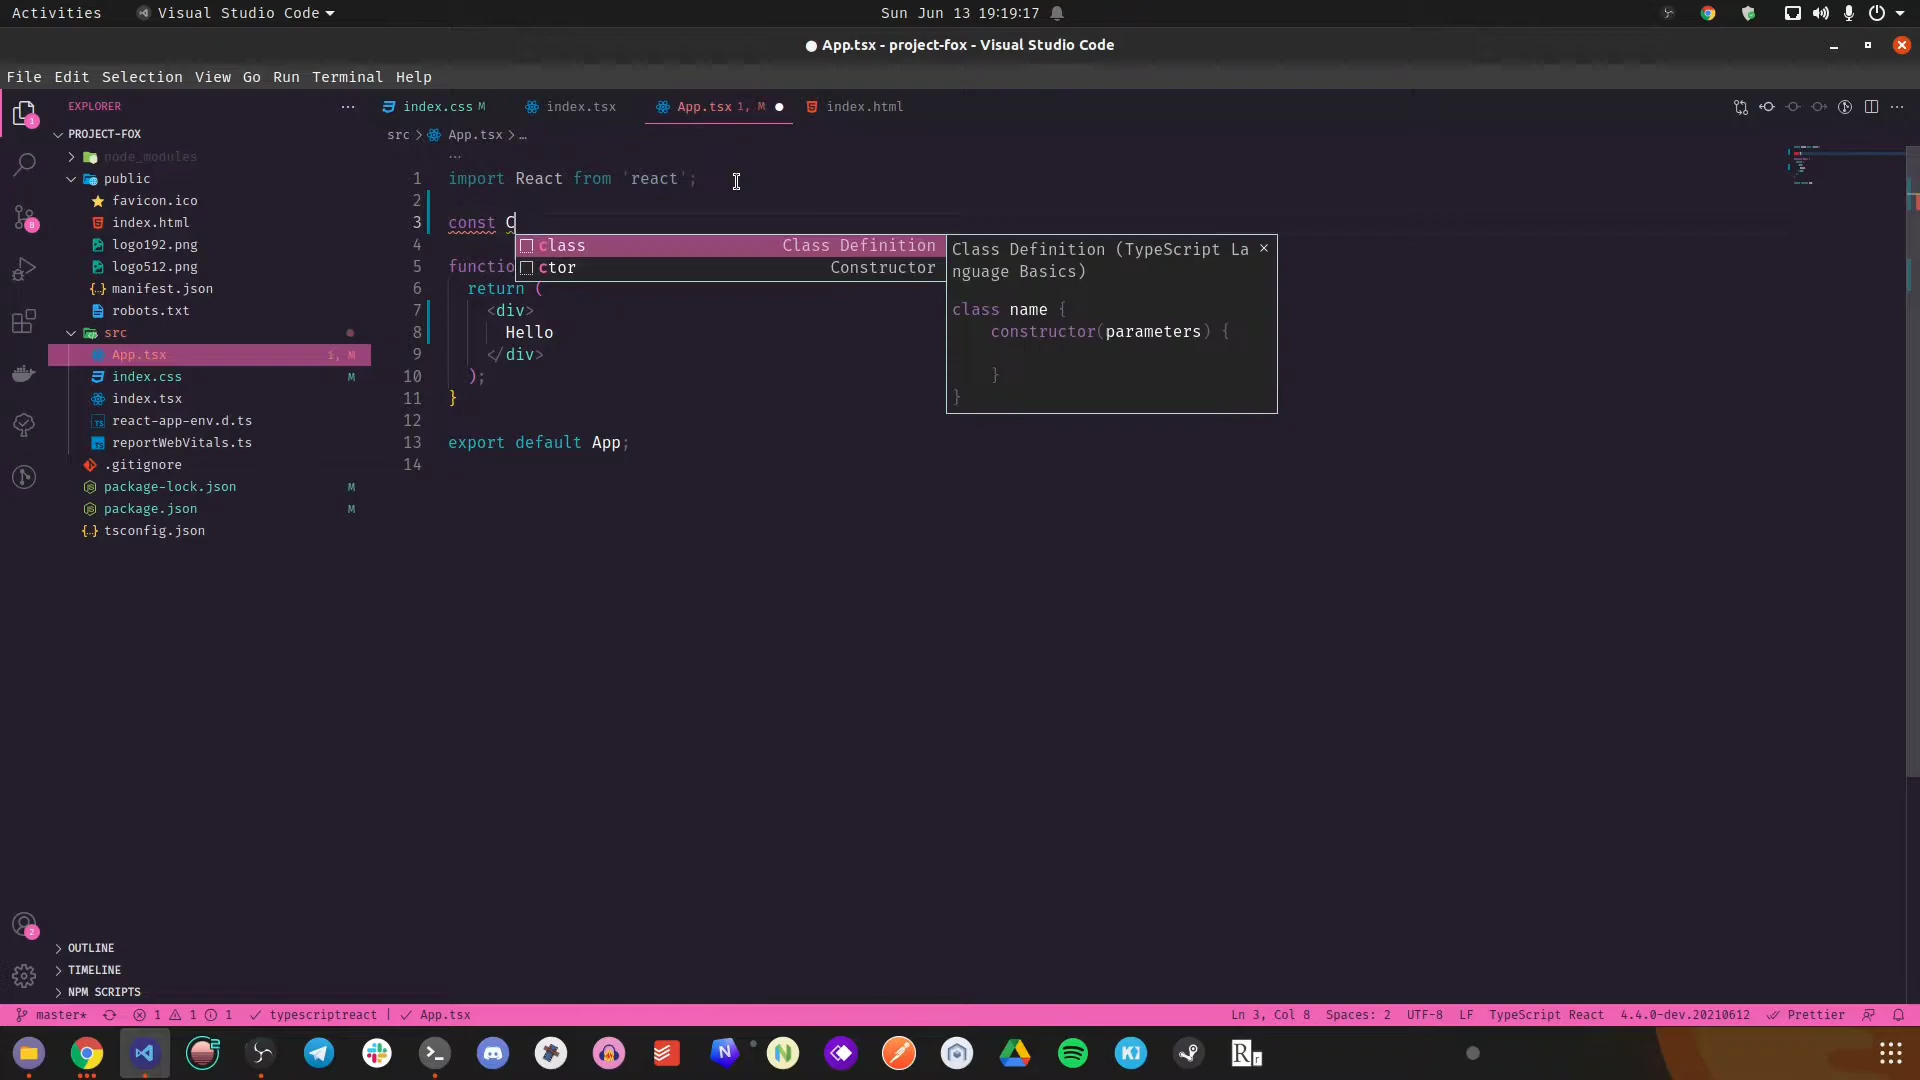 Activities
Visual Studio Code
Sun Jun 13 19:19:17
App.tsx - project-fox - Visual Studio Code
File Edit Selection View Go Run Terminal Help
EXPLORER
1
PROJECT-FOX
node_modules
public
favicon.ico
index.html
logo192.png
logo512.png
manifest.json
robots.txt
src
App.tsx 1, M
index.css M
index.tsx
react-app-env.d.ts
reportWebVitals.ts
.gitignore
package-lock.json M
package.json M
tsconfig.json
8
2
OUTLINE
TIMELINE
NPM SCRIPTS
index.css M
index.tsx
App.tsx 1, M
index.html
src > App.tsx > ...
1 import React from 'react';
2
3 const C
4
5 functio
6 return (
7 <div>
8 Hello
9 </div>
10 );
11 }
12
13 export default App;
14
class Class Definition
ctor Constructor
Class Definition (TypeScript La
nguage Basics)
class name {
constructor(parameters) {
}
}
master* 1 1 1 typescriptreact | App.tsx
Ln 3, Col 8 Spaces: 2 UTF-8 LF TypeScript React 4.4.0-dev.20210612 Prettier